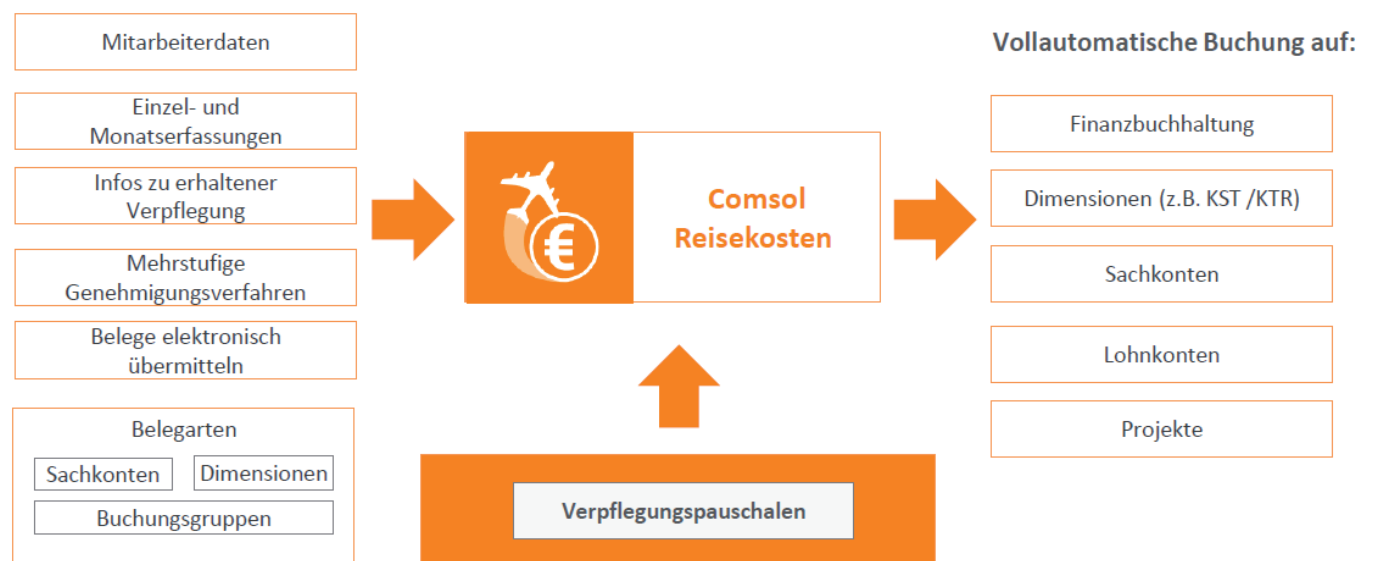 Mitarbeiterdaten
Einzel- und
Monatserfassungen
Infos zu erhaltener
Verpflegung
Mehrstufige
Genehmigungsverfahren
Belege elektronisch
übermitteln
Belegarten
Sachkonten
Dimensionen
Buchungsgruppen
€
Comsol
Reisekosten
Verpflegungspauschalen
Vollautomatische Buchung auf:
Finanzbuchhaltung
Dimensionen (z.B. KST /KTR)
Sachkonten
Lohnkonten
Projekte